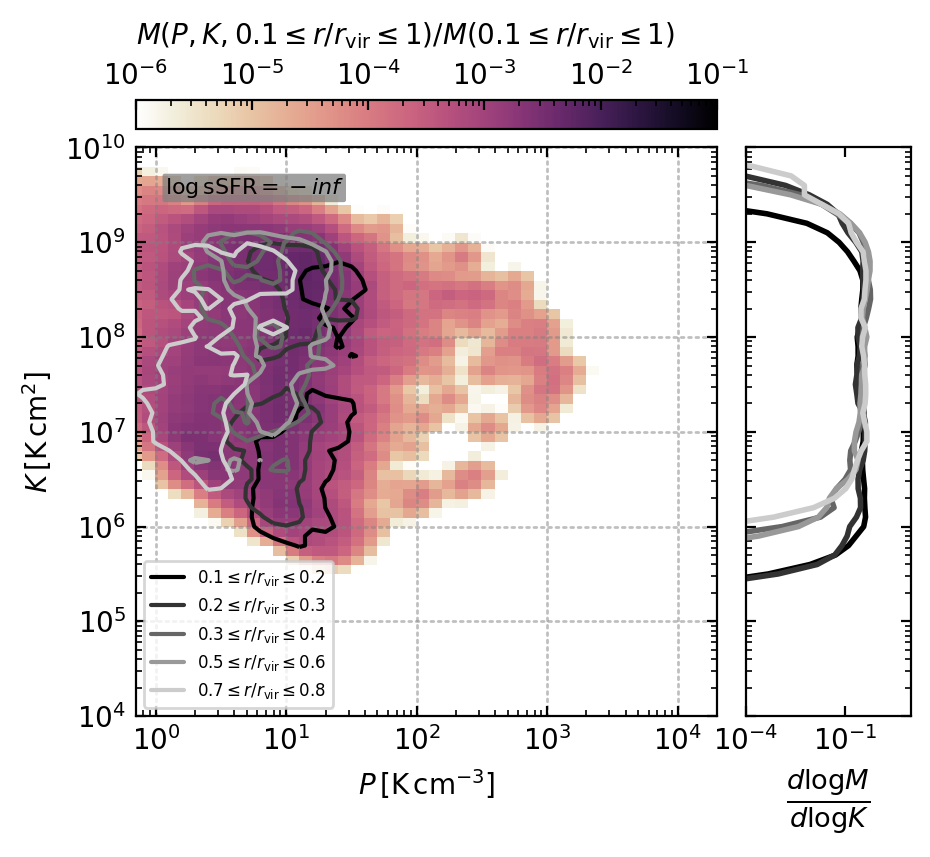 M(P, K, 0.1 ≤ r/r_vir ≤ 1)/M(0.1 ≤ r/r_vir ≤ 1)
10^−6 10^−5 10^−4 10^−3 10^−2 10^−1
log sSFR = −inf
10^10
10^9
10^8
10^7
10^6
10^5
10^4
K [K cm^2]
0.1 ≤ r/r_vir ≤ 0.2
0.2 ≤ r/r_vir ≤ 0.3
0.3 ≤ r/r_vir ≤ 0.4
0.5 ≤ r/r_vir ≤ 0.6
0.7 ≤ r/r_vir ≤ 0.8
10^0 10^1 10^2 10^3 10^4
P [K cm^−3]
10^−4 10^−1
dlogM
dlogK